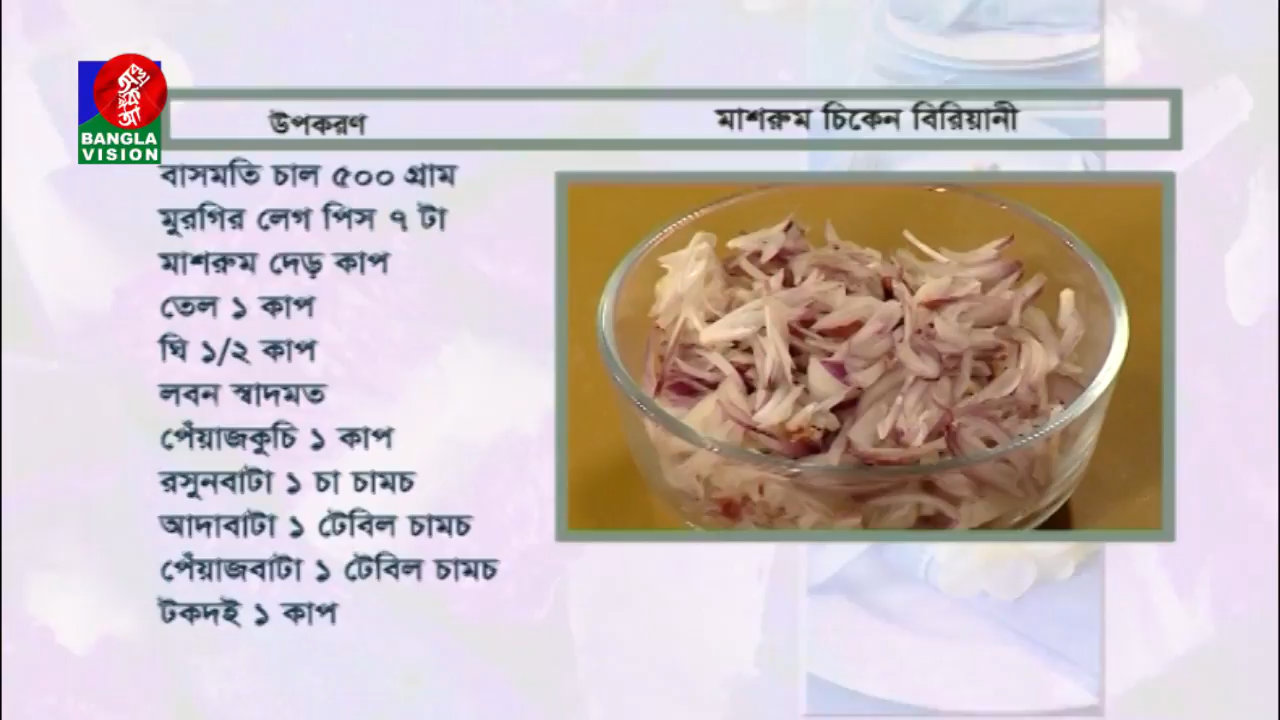 BANGLA
VISION
উপকরণ
মাশরুম চিকেন বিরিয়ানী
বাসমতি চাল ৫০০ গ্রাম
মুরগির লেগ পিস ৭ টা
মাশরুম দেড় কাপ
তেল ১ কাপ
ঘি ১/২ কাপ
লবন স্বাদমত
পেঁয়াজকুচি ১ কাপ
রসুনবাটা ১ চা চামচ
আদাবাটা ১ টেবিল চামচ
পেঁয়াজবাটা ১ টেবিল চামচ
টকদই ১ কাপ